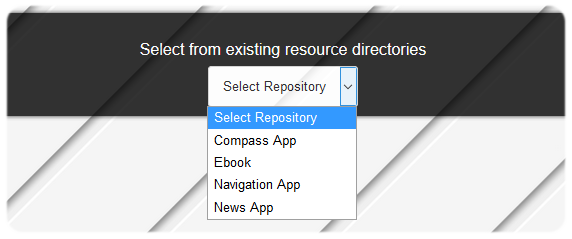 Select from existing resource directories
Select Repository
Select Repository
Compass App
Ebook
Navigation App
News App